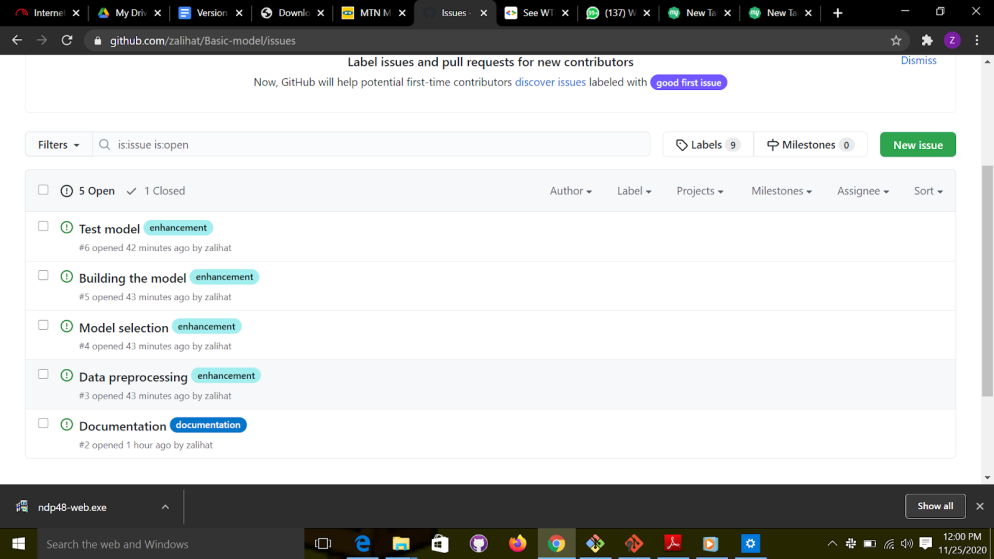 Internet
My Driv
Version
Downlo
MTN M
Issues ·
See WT
(137) W
New Ta
New Ta
github.com/zalihat/Basic-model/issues
Z
Label issues and pull requests for new contributors
Dismiss
Now, GitHub will help potential first-time contributors discover issues labeled with good first issue
Filters
is:issue is:open
Labels 9
Milestones 0
New issue
5 Open
1 Closed
Author
Label
Projects
Milestones
Assignee
Sort
Test model enhancement
#6 opened 42 minutes ago by zalihat
Building the model enhancement
#5 opened 43 minutes ago by zalihat
Model selection enhancement
#4 opened 43 minutes ago by zalihat
Data preprocessing enhancement
#3 opened 43 minutes ago by zalihat
Documentation documentation
#2 opened 1 hour ago by zalihat
ndp48-web.exe
Show all
Search the web and Windows
12:00 PM
11/25/2020